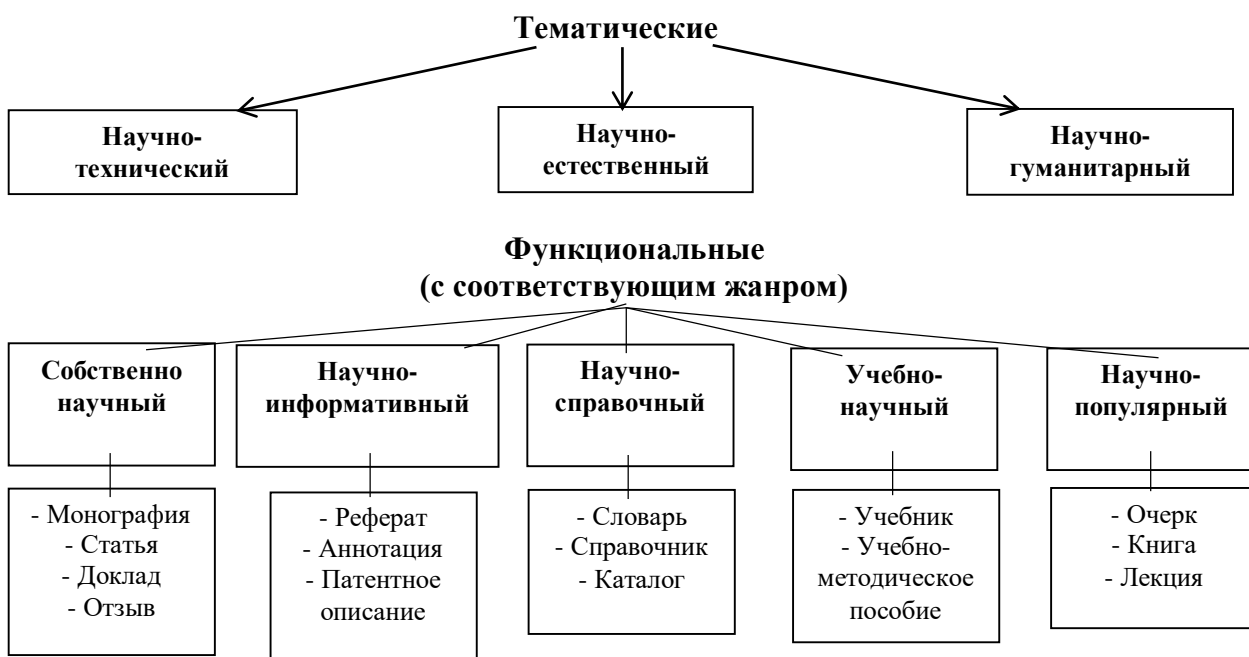 Тематические
Научно-
технический
Научно-
естественный
Научно-
гуманитарный
Функциональные
(с соответствующим жанром)
Собственно
научный
Научно-
информативный
Научно-
справочный
Учебно-
научный
Научно-
популярный
- Монография
- Статья
- Доклад
- Отзыв
- Реферат
- Аннотация
- Патентное
описание
- Словарь
- Справочник
- Каталог
- Учебник
- Учебно-
методическое
пособие
- Очерк
- Книга
- Лекция